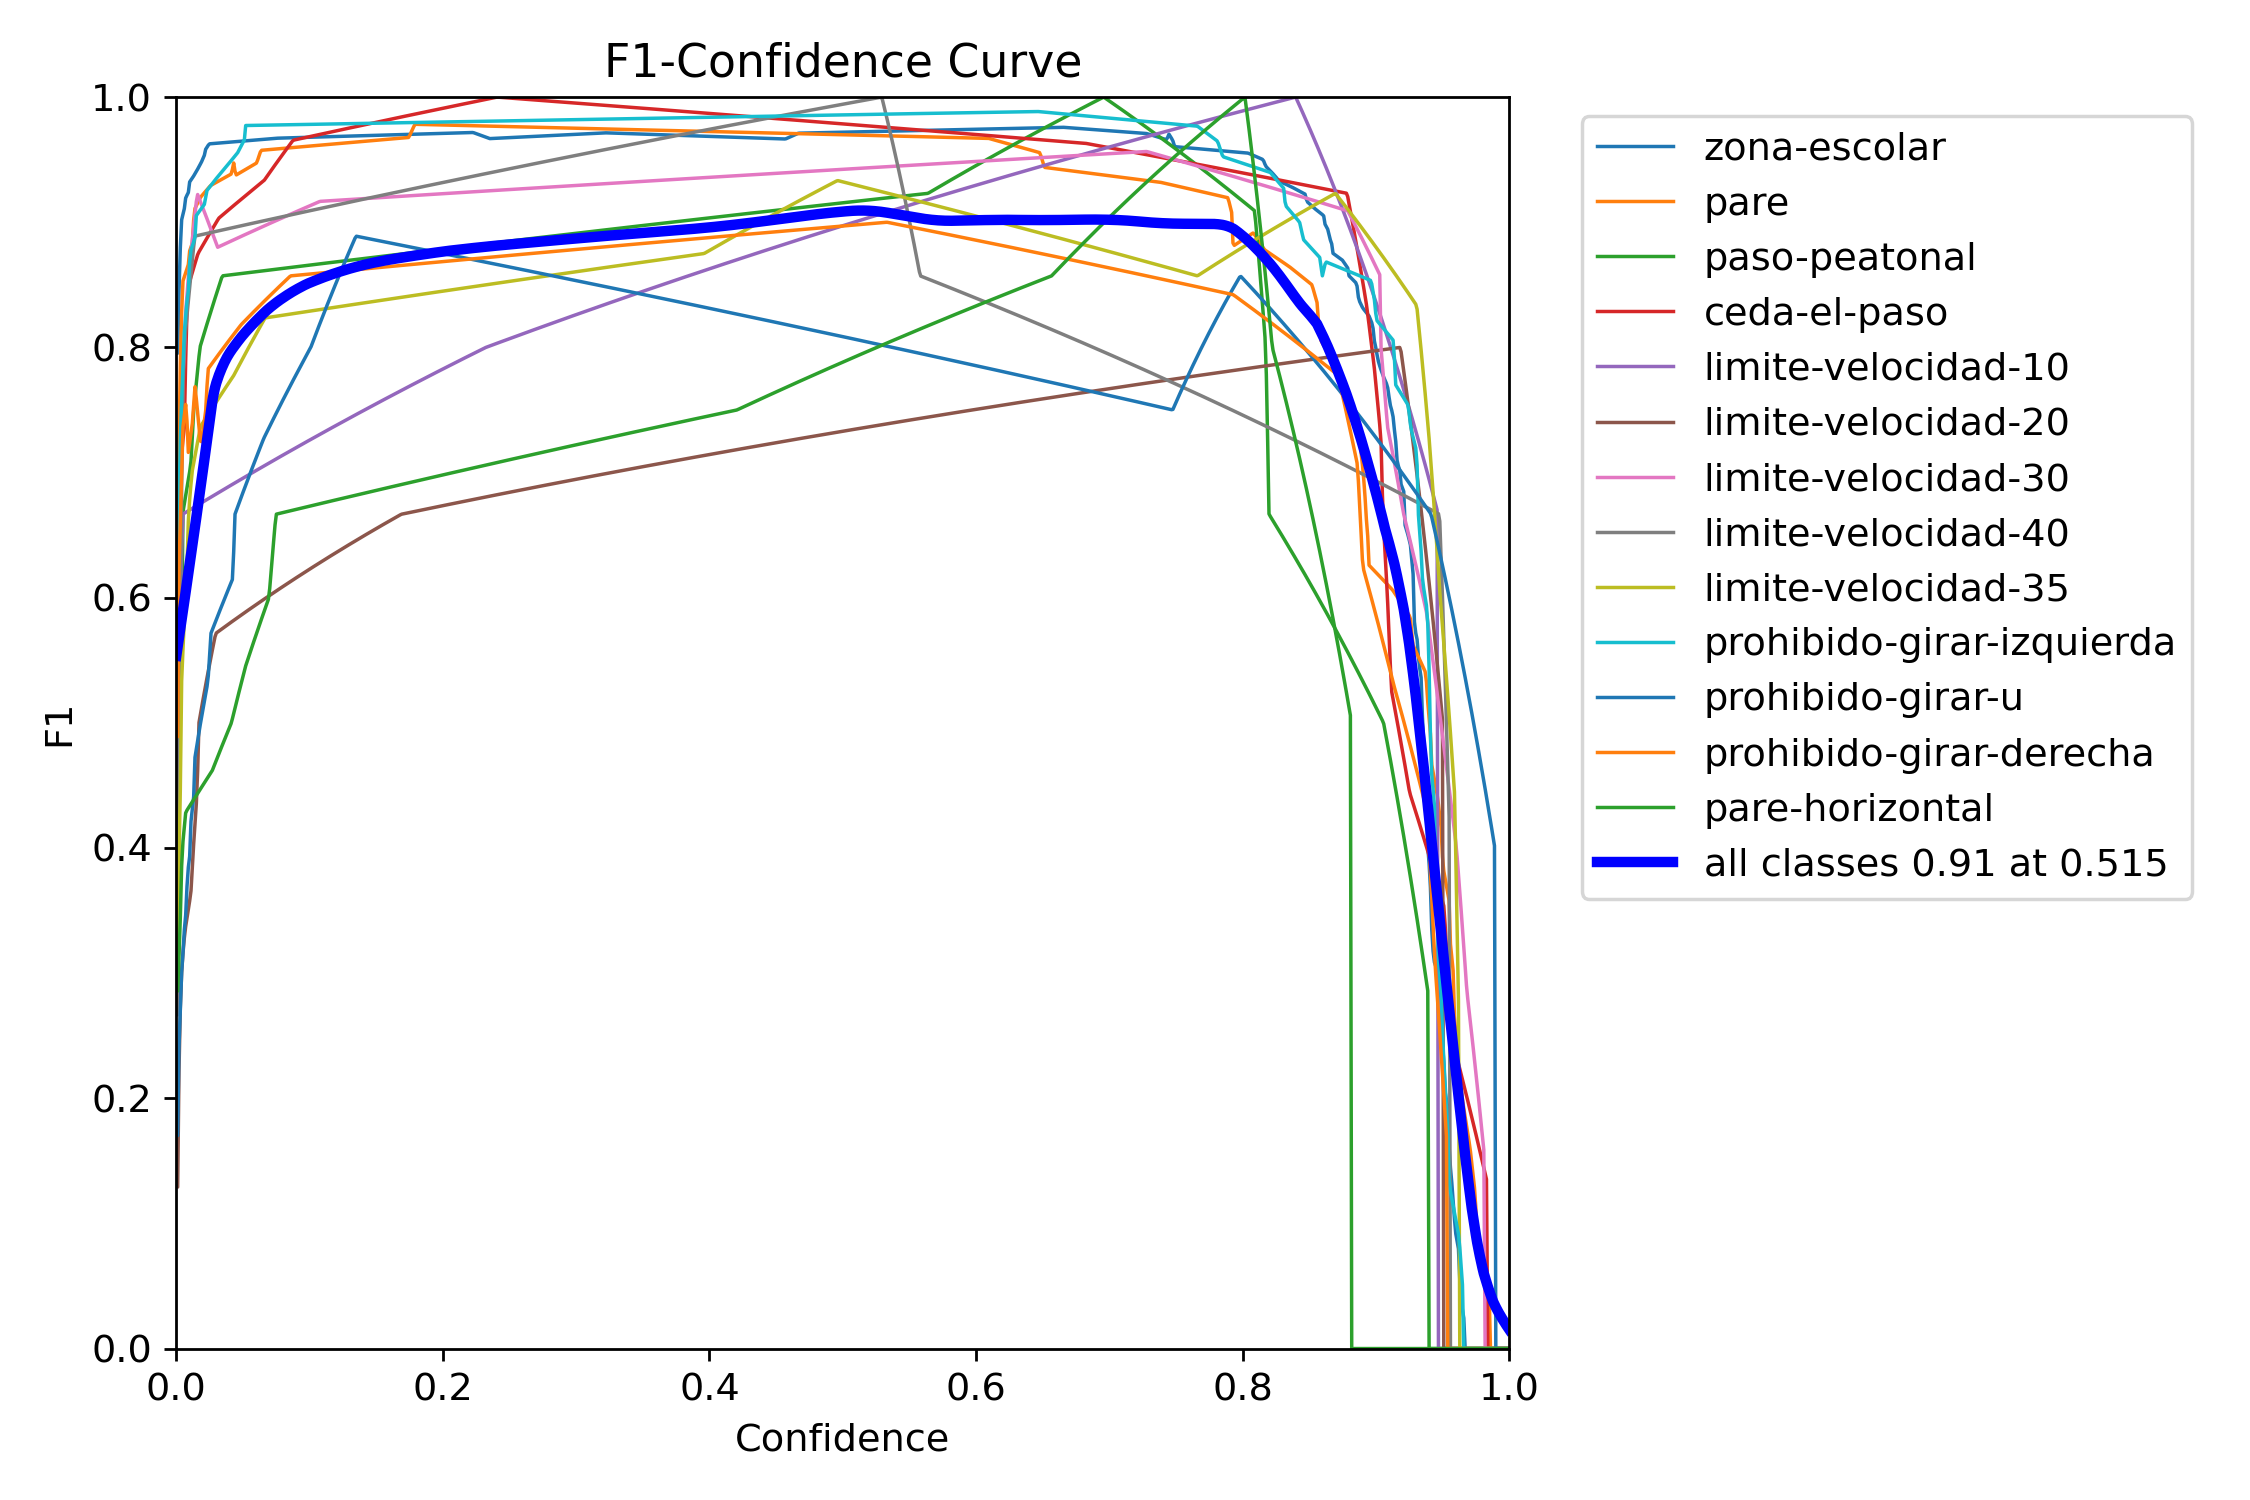 F1-Confidence Curve
1.0
0.8
0.6
0.4
0.2
0.0
F1
0.0 0.2 0.4 0.6 0.8 1.0
Confidence
zona-escolar
pare
paso-peatonal
ceda-el-paso
limite-velocidad-10
limite-velocidad-20
limite-velocidad-30
limite-velocidad-40
limite-velocidad-35
prohibido-girar-izquierda
prohibido-girar-u
prohibido-girar-derecha
pare-horizontal
all classes 0.91 at 0.515